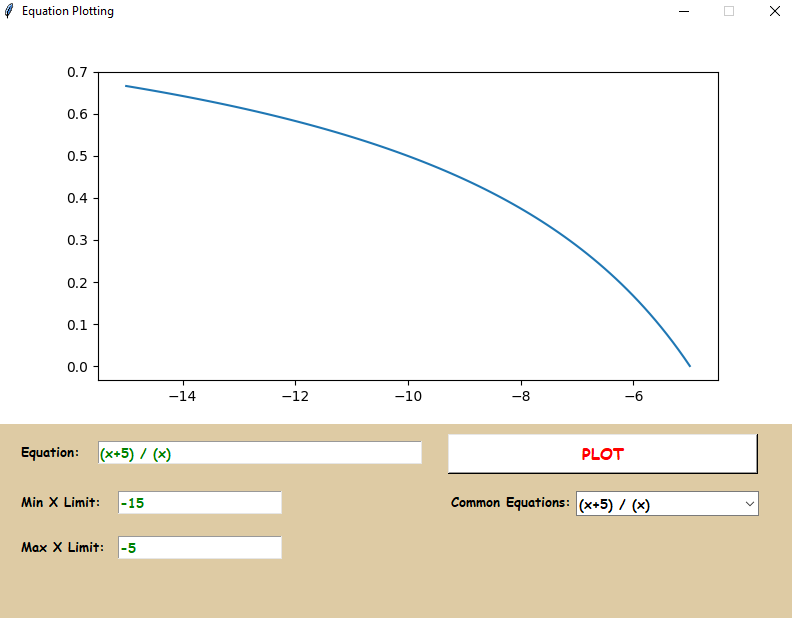 Equation Plotting
0.7
0.6
0.5
0.4
0.3
0.2
0.1
0.0
−14 −12 −10 −8 −6
Equation: (x+5) / (x) PLOT
Min X Limit: -15 Common Equations: (x+5) / (x)
Max X Limit: -5